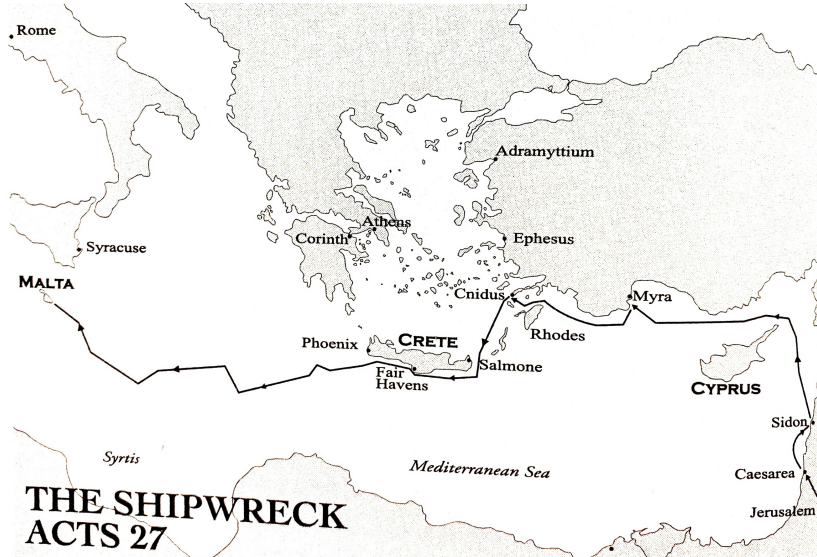 Rome
Adramyttium
Athens
Corinth
Ephesus
Syracuse
MALTA
Cnidus
Myra
Rhodes
Phoenix
CRETE
Salmone
Fair
Havens
CYPRUS
Sidon
Syrtis
Mediterranean Sea
Caesarea
Jerusalem
THE SHIPWRECK
ACTS 27